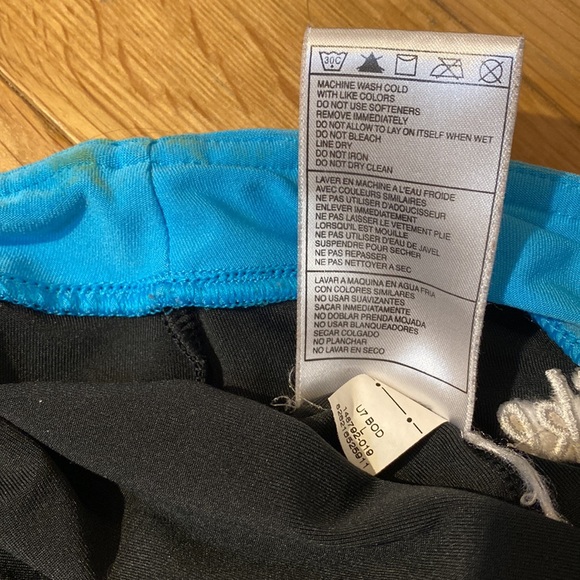 30C
MACHINE WASH COLD
WITH LIKE COLORS
DO NOT USE SOFTENERS
REMOVE IMMEDIATELY
DO NOT ALLOW TO LAY ON ITSELF WHEN WET
DO NOT BLEACH
LINE DRY
DO NOT IRON
DO NOT DRY CLEAN
LAVER EN MACHINE A L'EAU FROIDE
AVEC COULEURS SIMILAIRES
NE PAS UTILISER D'ADOUCISSEUR
ENLEVER IMMEDIATEMENT
NE PAS LAISSER LE VETEMENT PLIE
LORSQU'IL EST MOUILLE
NE PAS UTILISER D'EAU DE JAVEL
SUSPENDRE POUR SECHER
NE PAS REPASSER
NE PAS NETTOYER A SEC
LAVAR A MAQUINA EN AGUA FRIA
CON COLORES SIMILARES
NO USAR SUAVIZANTES
SACAR INMEDIATAMENTE
NO DOBLAR PRENDA MOJADA
NO USAR BLANQUEADORES
SECAR COLGADO
NO PLANCHAR
NO LAVAR EN SECO
U7 BOD
L
148792-019